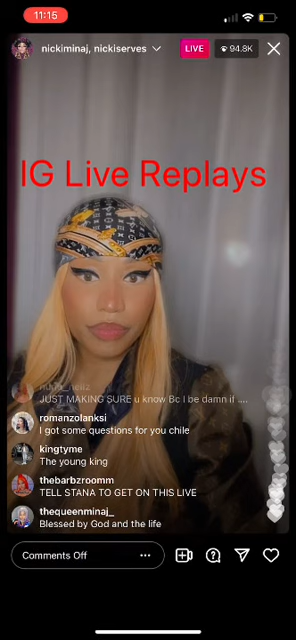 11:15
nickiminaj, nickiserves
LIVE
94.8K
IG Live Replays
JUST MAKING SURE u know Bc I be damn if ....
romanzolanksi
I got some questions for you chile
kingtyme
The young king
thebarbzroomm
TELL STANA TO GET ON THIS LIVE
thequeenminaj_
Blessed by God and the life
Comments Off